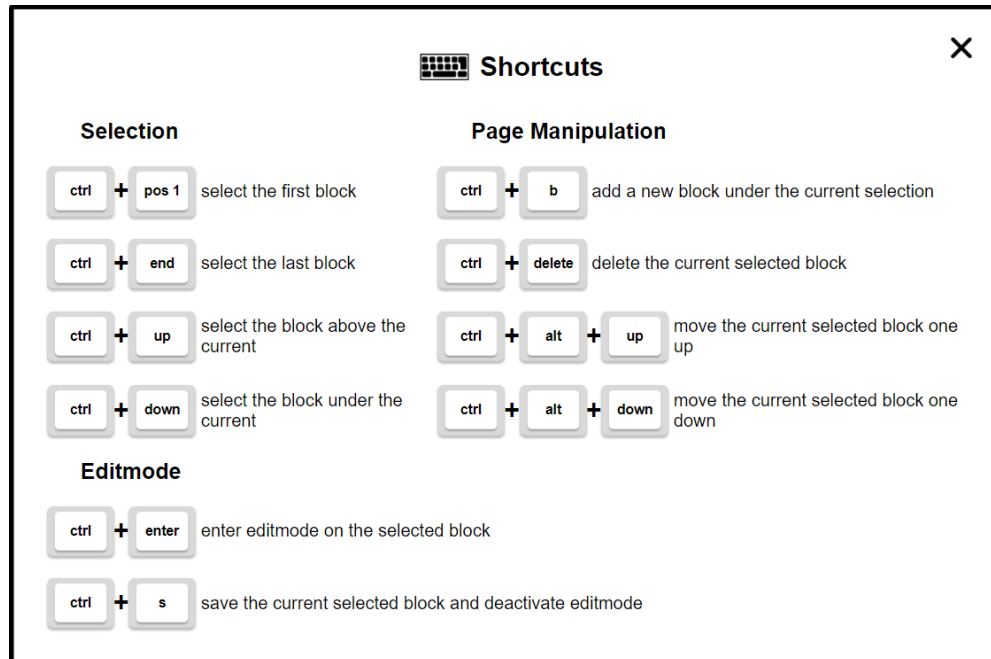 Shortcuts
Selection
ctrl + pos 1 select the first block
ctrl + end select the last block
ctrl + up select the block above the
current
ctrl + down select the block under the
current
Page Manipulation
ctrl + b add a new block under the current selection
ctrl + delete delete the current selected block
ctrl + alt + up move the current selected block one
up
ctrl + alt + down move the current selected block one
down
Editmode
ctrl + enter enter editmode on the selected block
ctrl + s save the current selected block and deactivate editmode